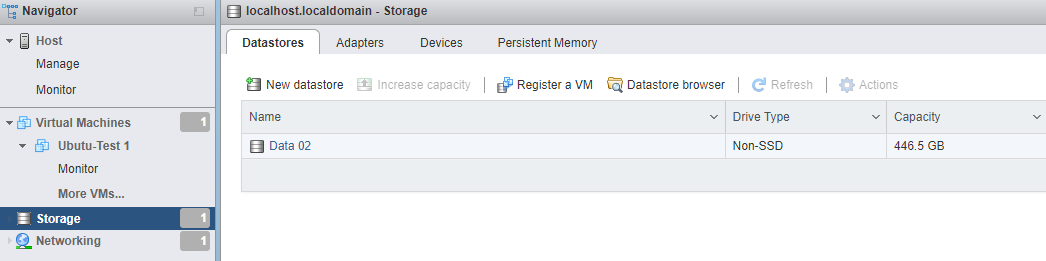 Navigator
Host
Manage
Monitor
Virtual Machines 1
Ubutu-Test 1
Monitor
More VMs...
Storage 1
Networking 1
localhost.localdomain - Storage
Datastores Adapters Devices Persistent Memory
New datastore Increase capacity Register a VM Datastore browser Refresh Actions
Name Drive Type Capacity
Data 02 Non-SSD 446.5 GB